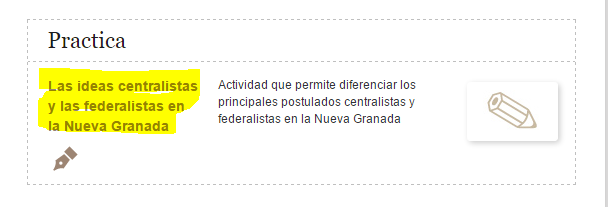 Practica
Las ideas centralistas
y las federalistas en
la Nueva Granada
Actividad que permite diferenciar los
principales postulados centralistas y
federalistas en la Nueva Granada